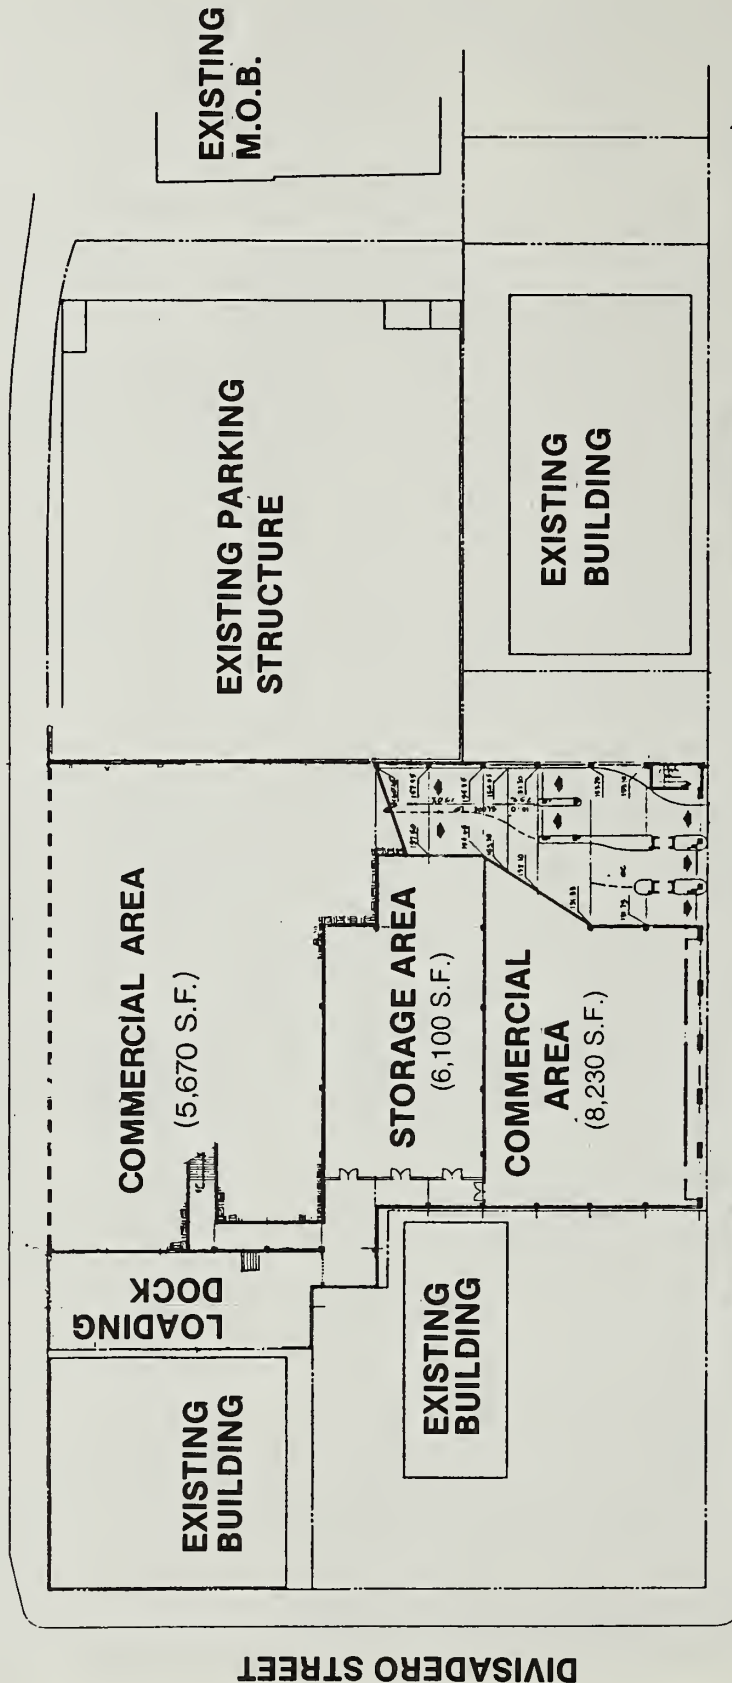 EXISTING
M.O.B.
EXISTING PARKING
STRUCTURE
EXISTING
BUILDING
COMMERCIAL AREA
(5,670 S.F.)
STORAGE AREA
(6,100 S.F.)
COMMERCIAL
AREA
(8,230 S.F.)
LOADING
DOCK
EXISTING
BUILDING
EXISTING
BUILDING
DIVISADERO STREET